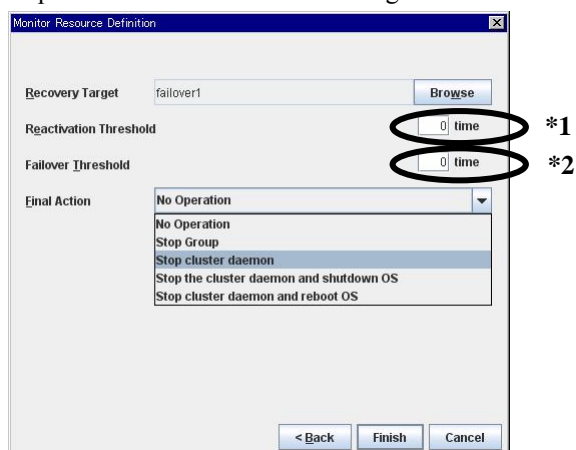 Monitor Resource Definition
Recovery Target failover1 Browse
Reactivation Threshold 0 time *1
Failover Threshold 0 time *2
Final Action No Operation
No Operation
Stop Group
Stop cluster daemon
Stop the cluster daemon and shutdown OS
Stop cluster daemon and reboot OS
< Back Finish Cancel